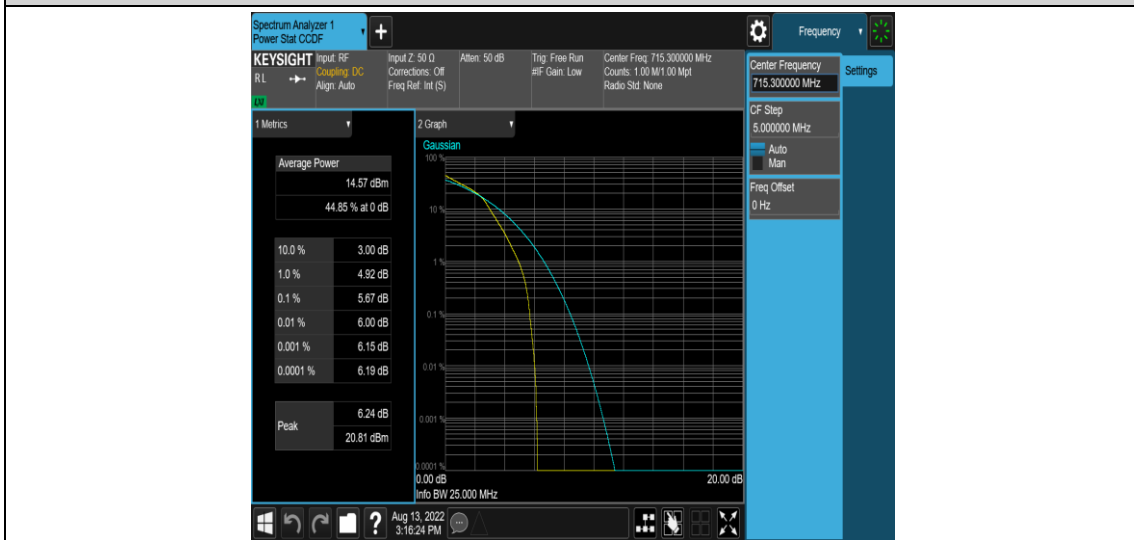 Spectrum Analyzer 1
Power Stat CCDF
+
Frequency
KEYSIGHT
RL
Input: RF
Coupling: DC
Align: Auto
Input Z: 50 Ω
Corrections: Off
Freq Ref: Int (S)
Atten: 50 dB
Trig: Free Run
#IF Gain: Low
Center Freq: 715.300000 MHz
Counts: 1.00 M/1.00 Mpt
Radio Std: None
Center Frequency
715.300000 MHz
Settings
CF Step
5.000000 MHz
Auto
Man
Freq Offset
0 Hz
1 Metrics
Average Power
14.57 dBm
44.85 % at 0 dB
10.0 % 3.00 dB
1.0 % 4.92 dB
0.1 % 5.67 dB
0.01 % 6.00 dB
0.001 % 6.15 dB
0.0001 % 6.19 dB
Peak
6.24 dB
20.81 dBm
2 Graph
Gaussian
100 %
10 %
1 %
0.1 %
0.01 %
0.001 %
0.0001 %
0.00 dB 20.00 dB
Info BW 25.000 MHz
?
Aug 13, 2022
3:16:24 PM